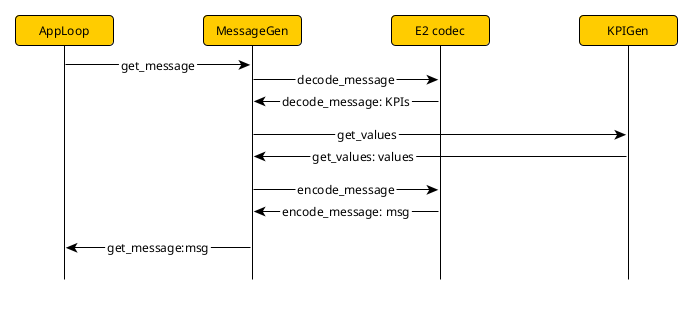 AppLoop
MessageGen
E2 codec
KPIGen
get_message
decode_message
decode_message: KPIs
get_values
get_values: values
encode_message
encode_message: msg
get_message:msg